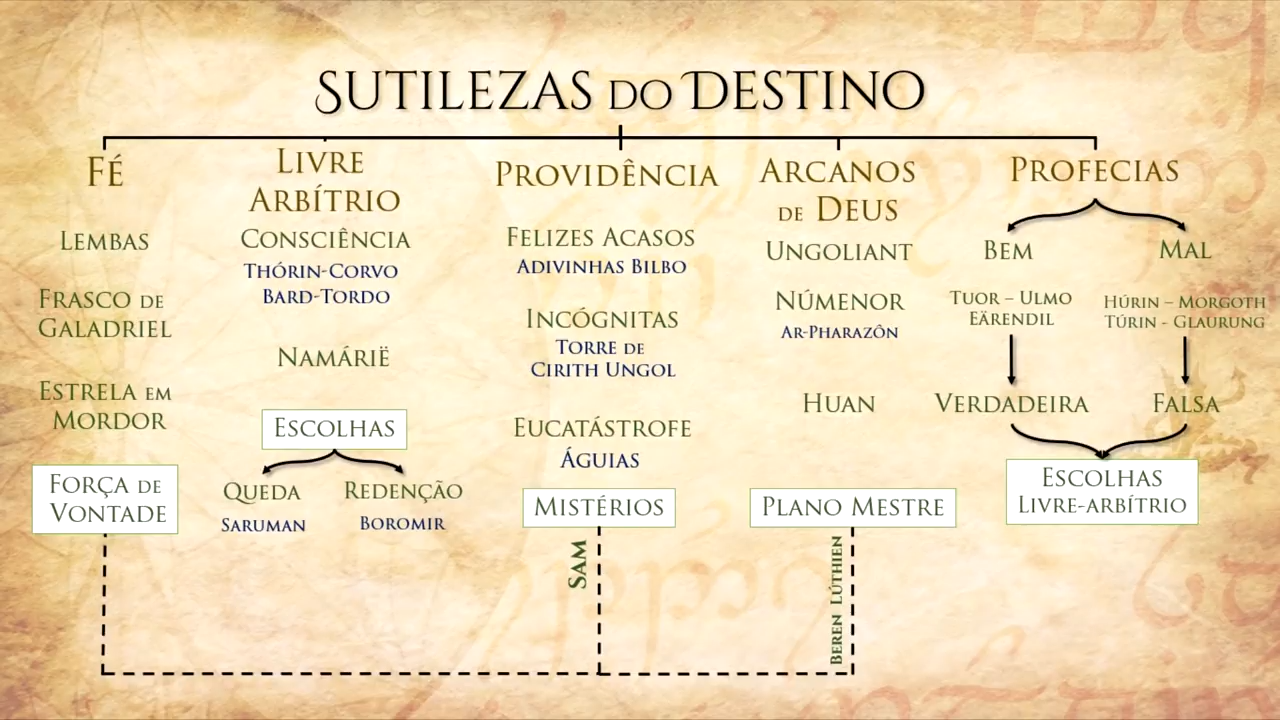 Sutilezas do Destino
Fé
Lembas
Frasco de
Galadriel
Estrela em
Mordor
Força de
Vontade
Livre
Arbítrio
Consciência
Thórin-Corvo
Bard-Tordo
Namárië
Escolhas
Queda
Saruman
Redenção
Boromir
Providência
Felizes Acasos
Adivinhas Bilbo
Incógnitas
Torre de
Cirith Ungol
Eucatástrofe
Águias
Mistérios
Sam
Arcanos
de Deus
Ungoliant
Númenor
Ar-Pharazôn
Huan
Plano Mestre
Beren Lúthien
Profecias
Bem
Tuor – Ulmo
Eärendil
Verdadeira
Mal
Húrin – Morgoth
Túrin - Glaurung
Falsa
Escolhas
Livre-arbítrio